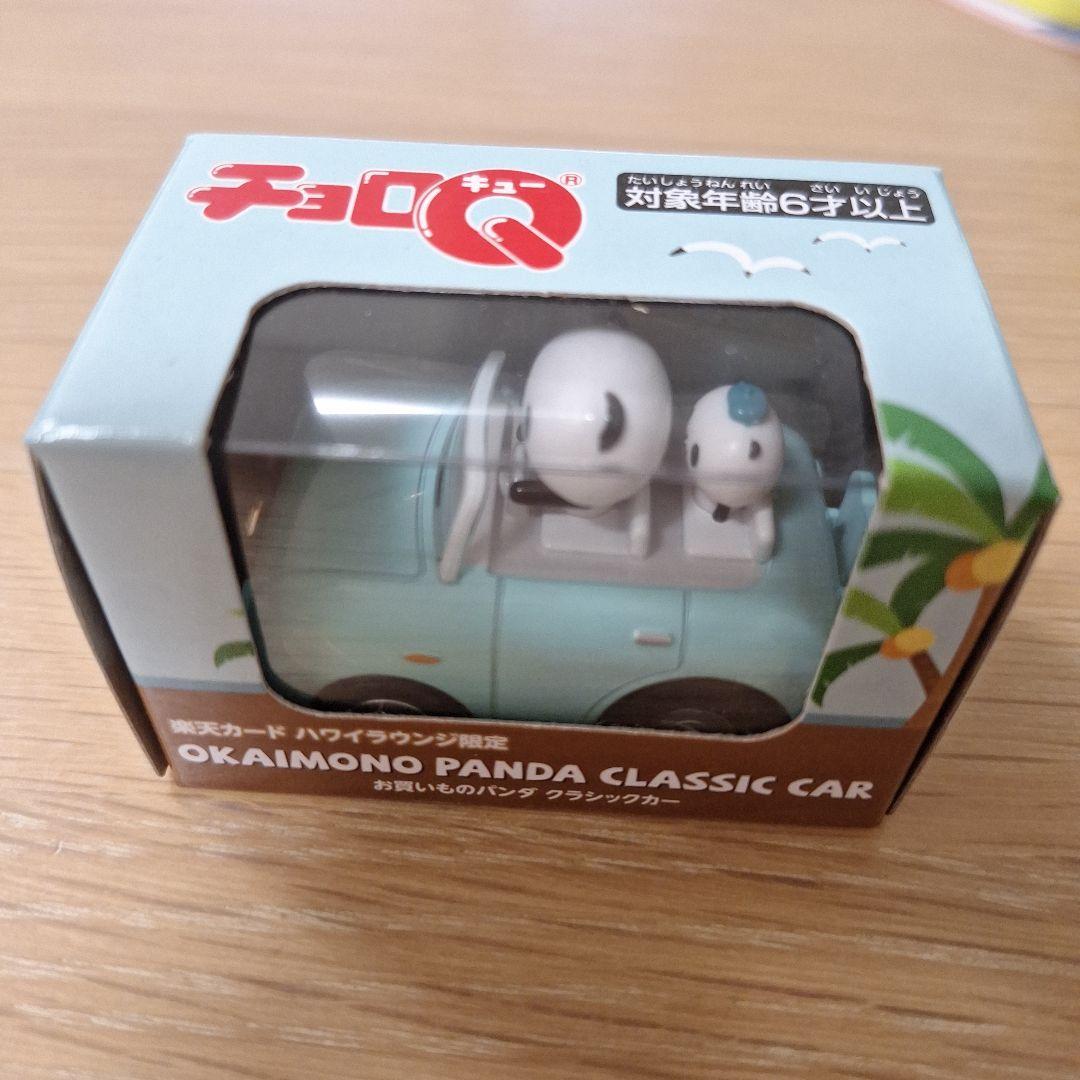 チョロQ®
キュー
たいしょうねんれい さい いじょう
対象年齢6才以上
楽天カード ハワイラウンジ限定
OKAIMONO PANDA CLASSIC CAR
お買いものパンダ クラシックカー